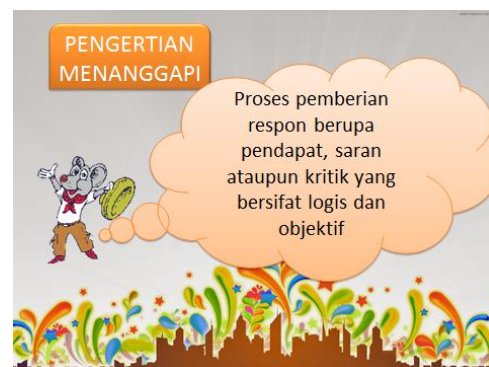 PENGERTIAN
MENANGGAPI
Proses pemberian
respon berupa
pendapat, saran
ataupun kritik yang
bersifat logis dan
objektif